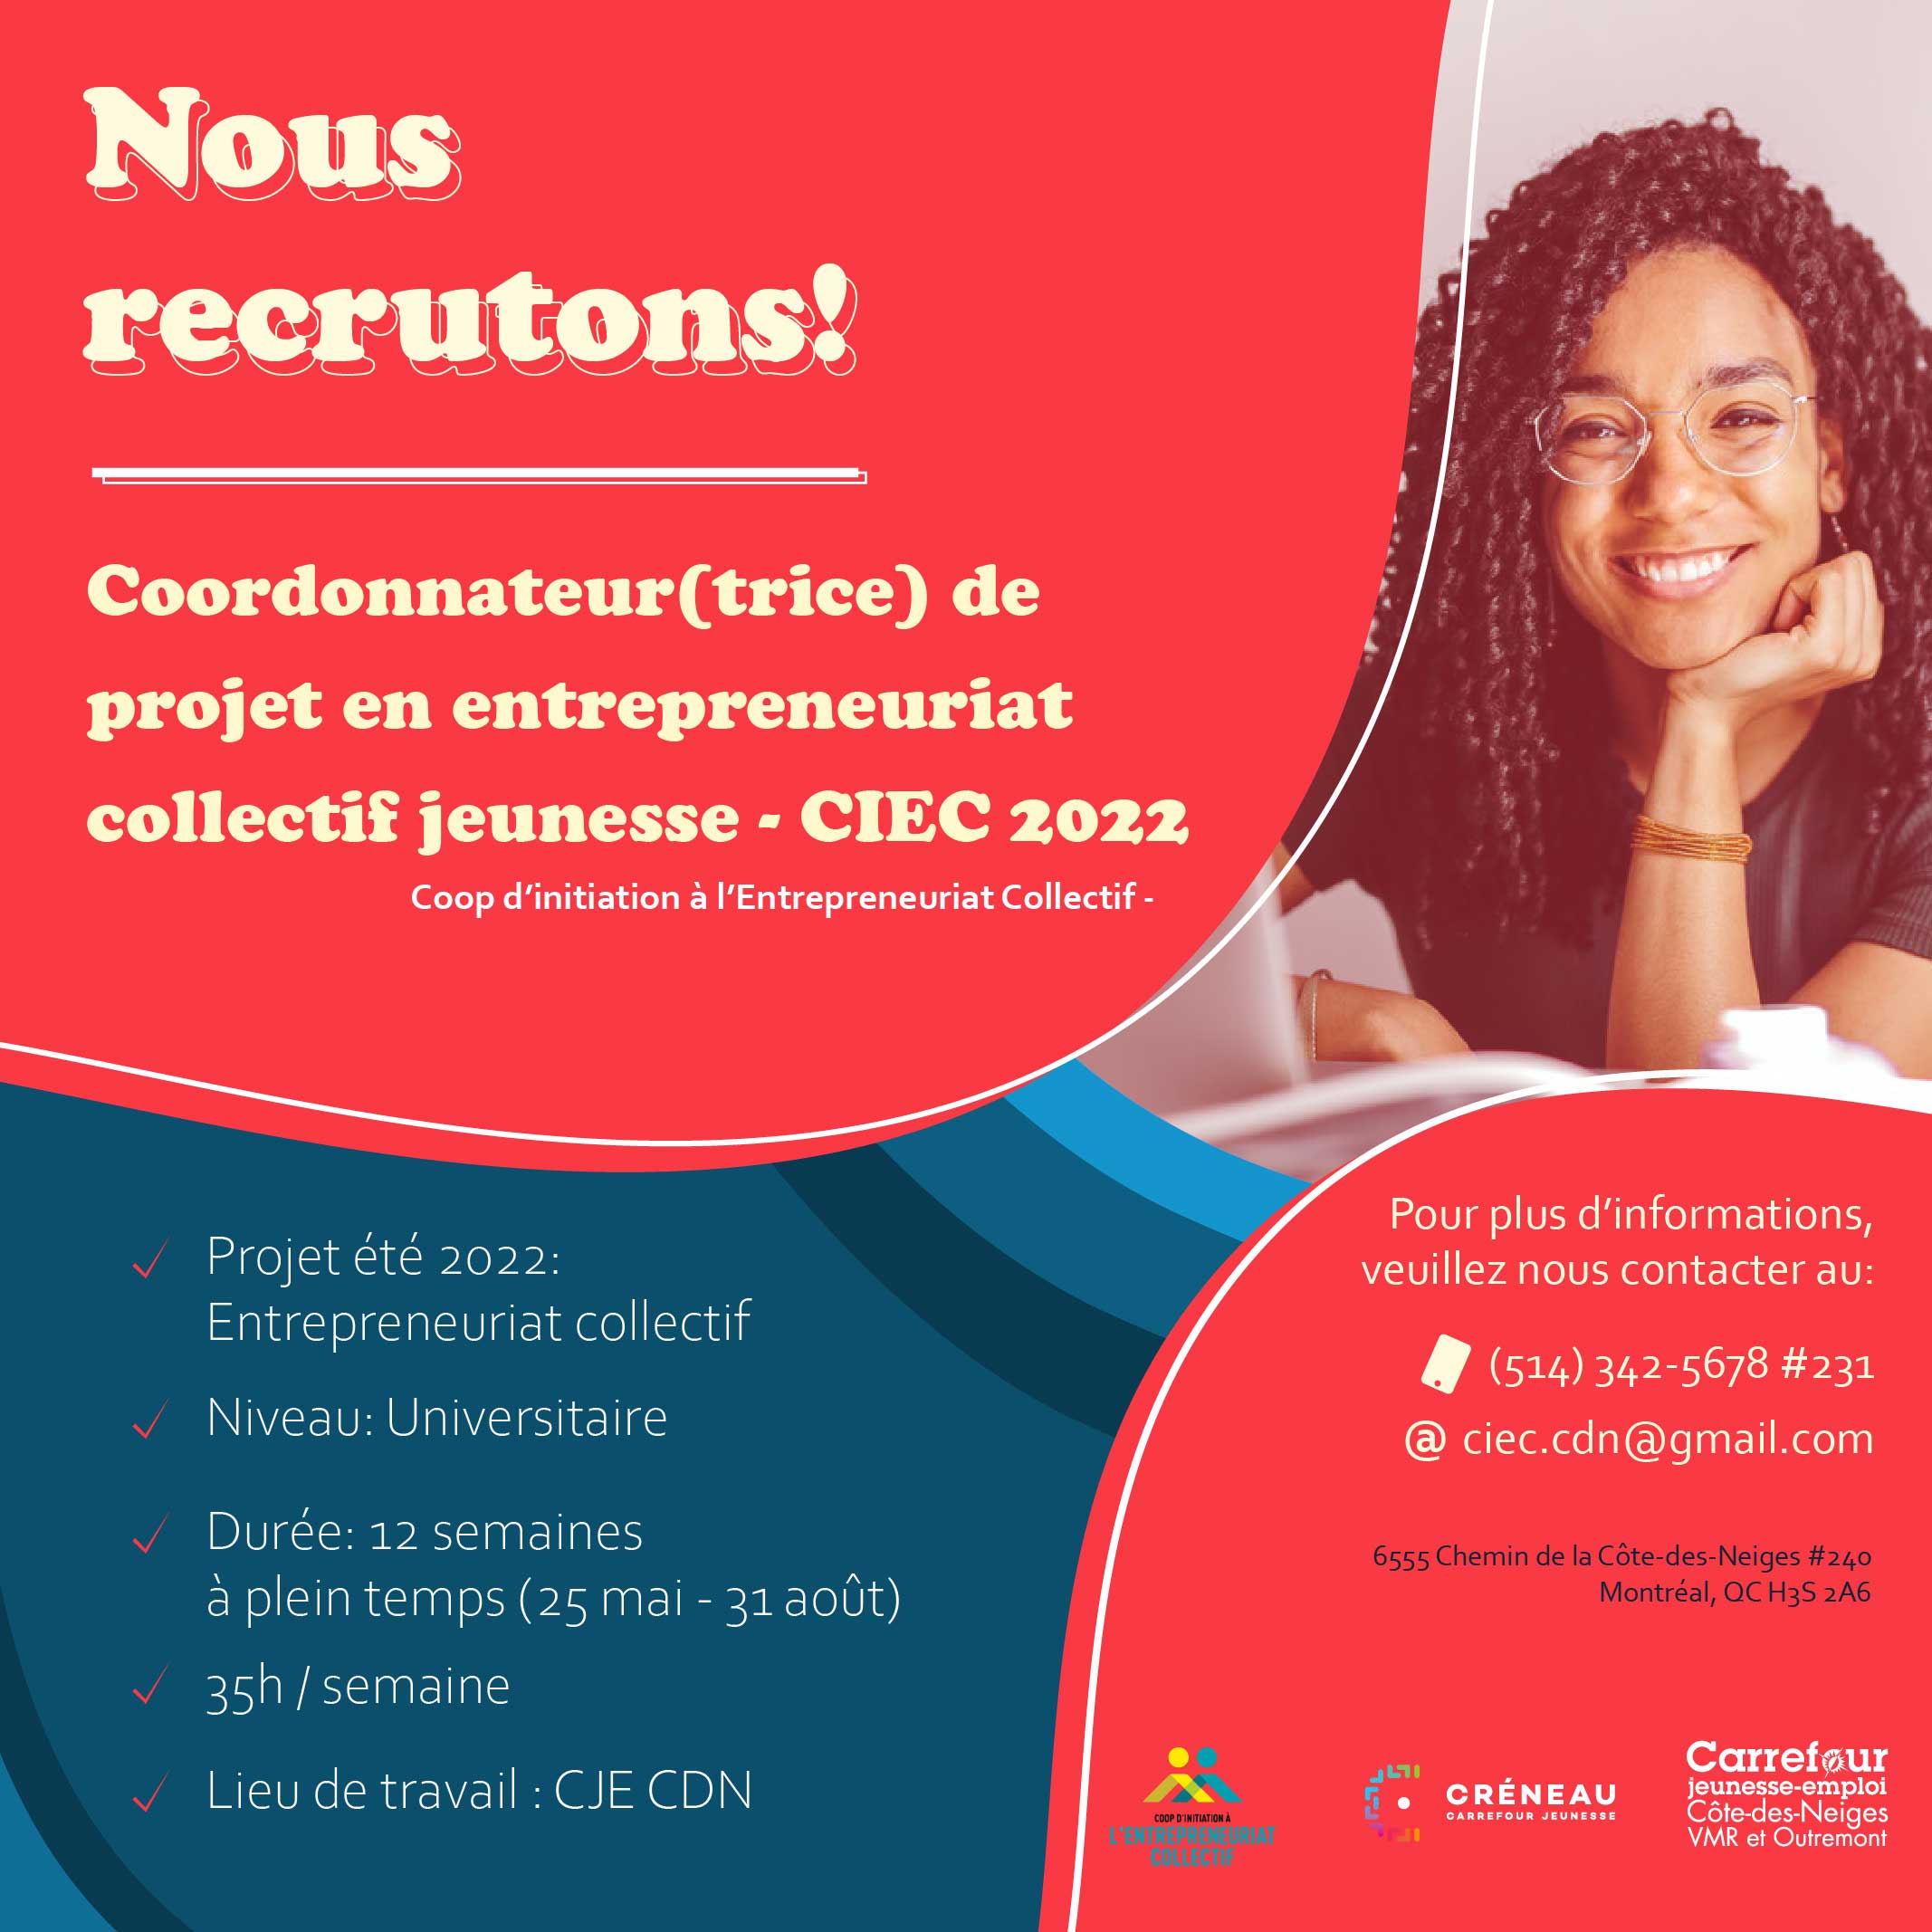 Nous
recrutons!
Coordonnateur(trice) de
projet en entrepreneuriat
collectif jeunesse - CIEC 2022
Coop d'initiation à l'Entrepreneuriat Collectif -
Projet été 2022:
Entrepreneuriat collectif
Niveau: Universitaire
Durée: 12 semaines
à plein temps (25 mai - 31 août)
35h / semaine
Lieu de travail : CJE CDN
Pour plus d'informations,
veuillez nous contacter au:
(514) 342-5678 #231
@ ciec.cdn@gmail.com
6555 Chemin de la Côte-des-Neiges #240
Montréal, QC H3S 2A6
COOP D'INITIATION À
L'ENTREPRENEURIAT
COLLECTIF
CRÉNEAU
CARREFOUR JEUNESSE
Carrefour
jeunesse-emploi
Côte-des-Neiges
VMR et Outremont